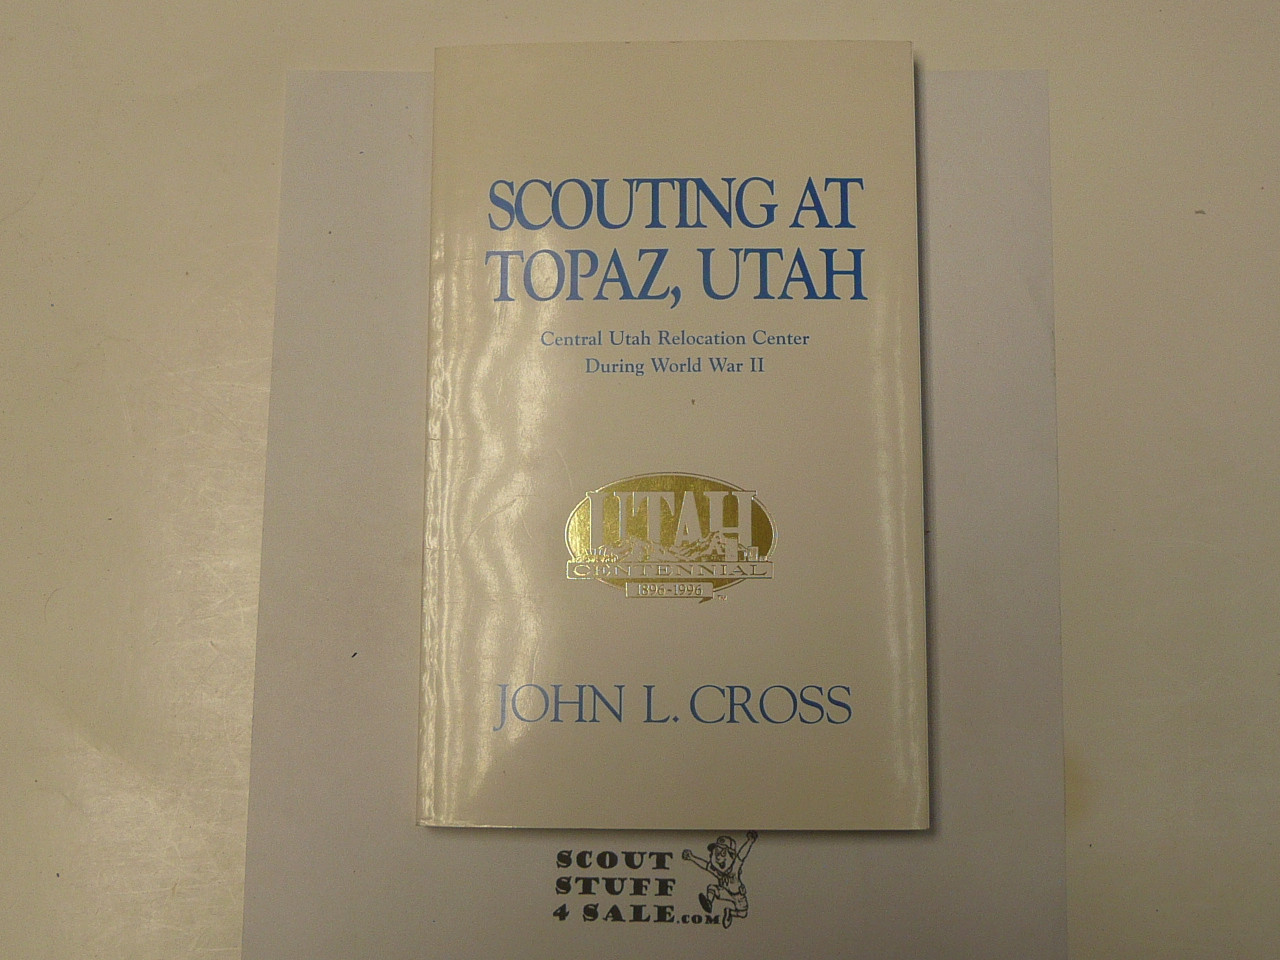 SCOUTING AT
TOPAZ, UTAH
Central Utah Relocation Center
During World War II
UTAH
CENTENNIAL
1896-1996
JOHN L. CROSS
SCOUT
STUFF
4 SALE.COM